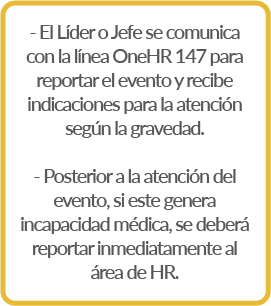 - El Líder o Jefe se comunica
con la línea OneHR 147 para
reportar el evento y recibe
indicaciones para la atención
según la gravedad.

- Posterior a la atención del
evento, si este genera
incapacidad médica, se deberá
reportar inmediatamente al
área de HR.